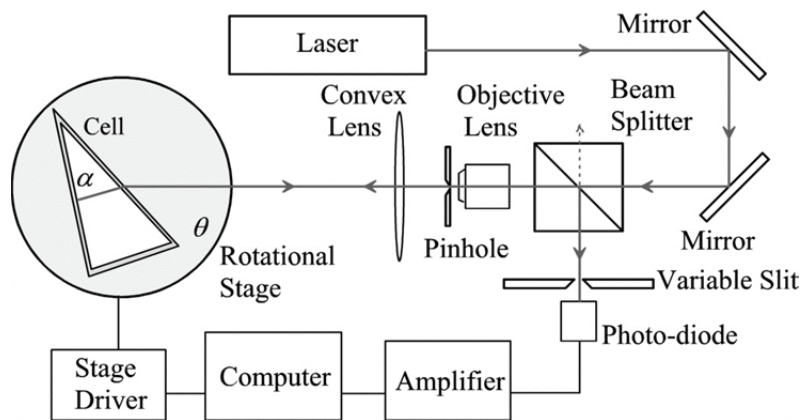 Laser
Mirror
Convex
Lens
Objective
Lens
Beam
Splitter
Cell
α
θ
Rotational
Stage
Pinhole
Mirror
Variable Slit
Photo-diode
Stage
Driver
Computer
Amplifier